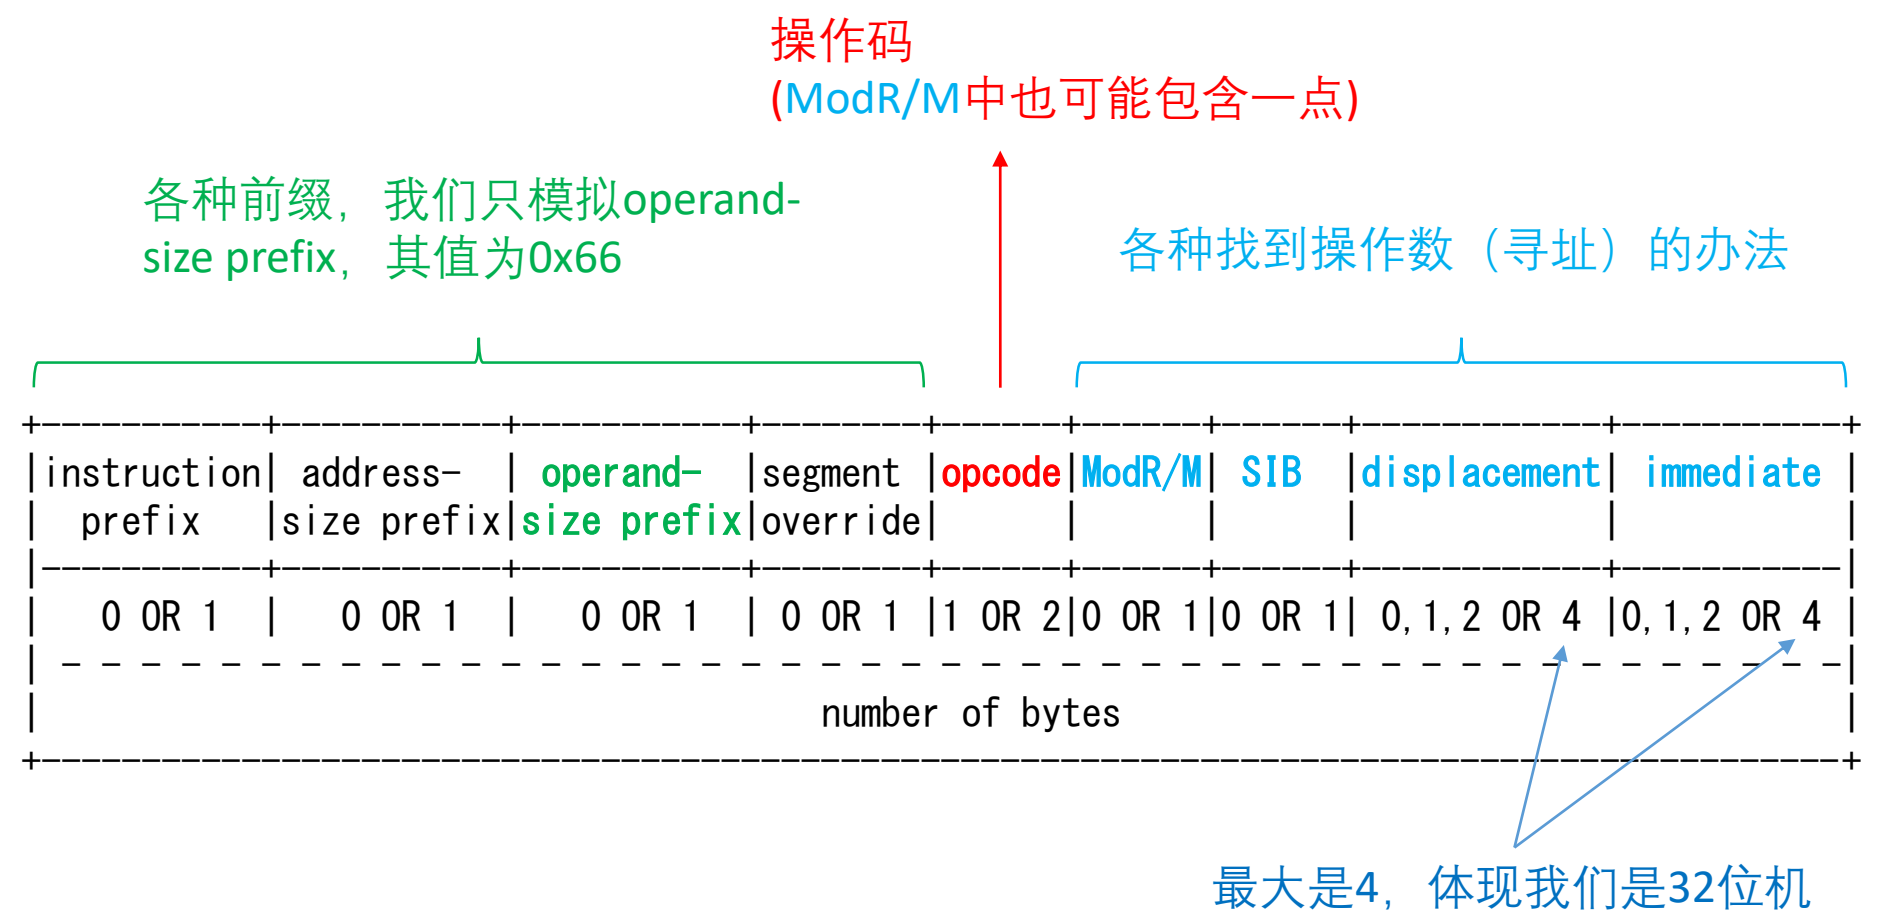 操作码
(ModR/M中也可能包含一点)
各种前缀，我们只模拟operand-
size prefix，其值为0x66
各种找到操作数（寻址）的办法
+-----------+-----------+-----------+--------+------+------+------+------------+-----------+
|instruction| address- | operand- |segment |opcode|ModR/M| SIB |displacement| immediate |
| prefix |size prefix|size prefix|override| | | | | |
|-----------+-----------+-----------+--------+------+------+------+------------+-----------|
| 0 OR 1 | 0 OR 1 | 0 OR 1 | 0 OR 1 |1 OR 2|0 OR 1|0 OR 1| 0,1,2 OR 4 |0,1,2 OR 4 |
| - - - - - - - - - - - - - - - - - - - - - - - - - - - - - - - - - - - - - - - - - - - - -|
| number of bytes |
+------------------------------------------------------------------------------------------+
最大是4，体现我们是32位机